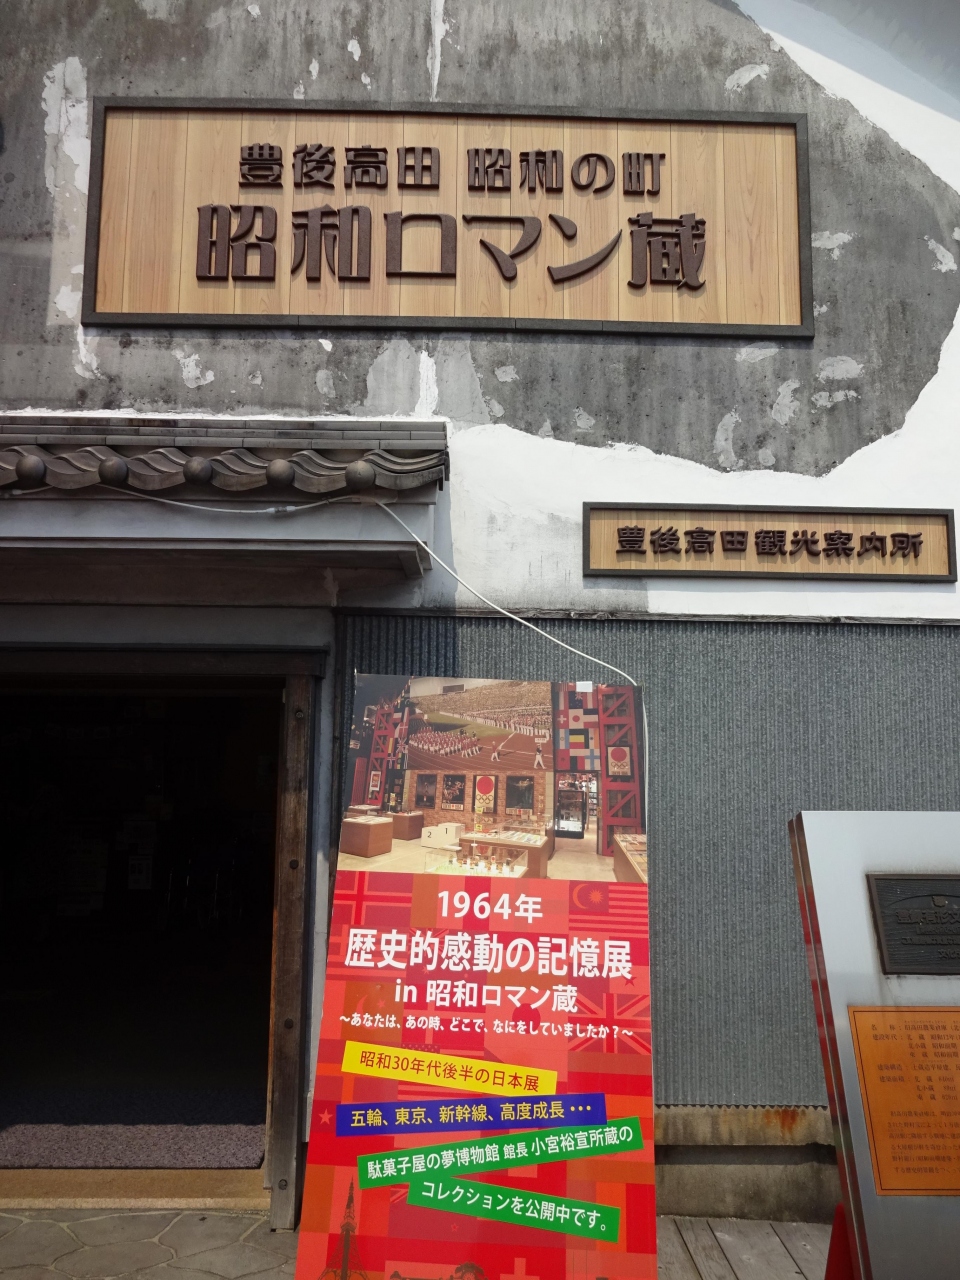 豊後高田 昭和の町
昭和ロマン蔵
豊後高田観光案内所
2 1
1964年
歴史的感動の記憶展
in 昭和ロマン蔵
～あなたは、あの時、どこで、なにをしていましたか？～
昭和30年代後半の日本展
五輪、東京、新幹線、高度成長・・・
駄菓子屋の夢博物館 館長 小宮裕宣所蔵の
コレクションを公開中です。